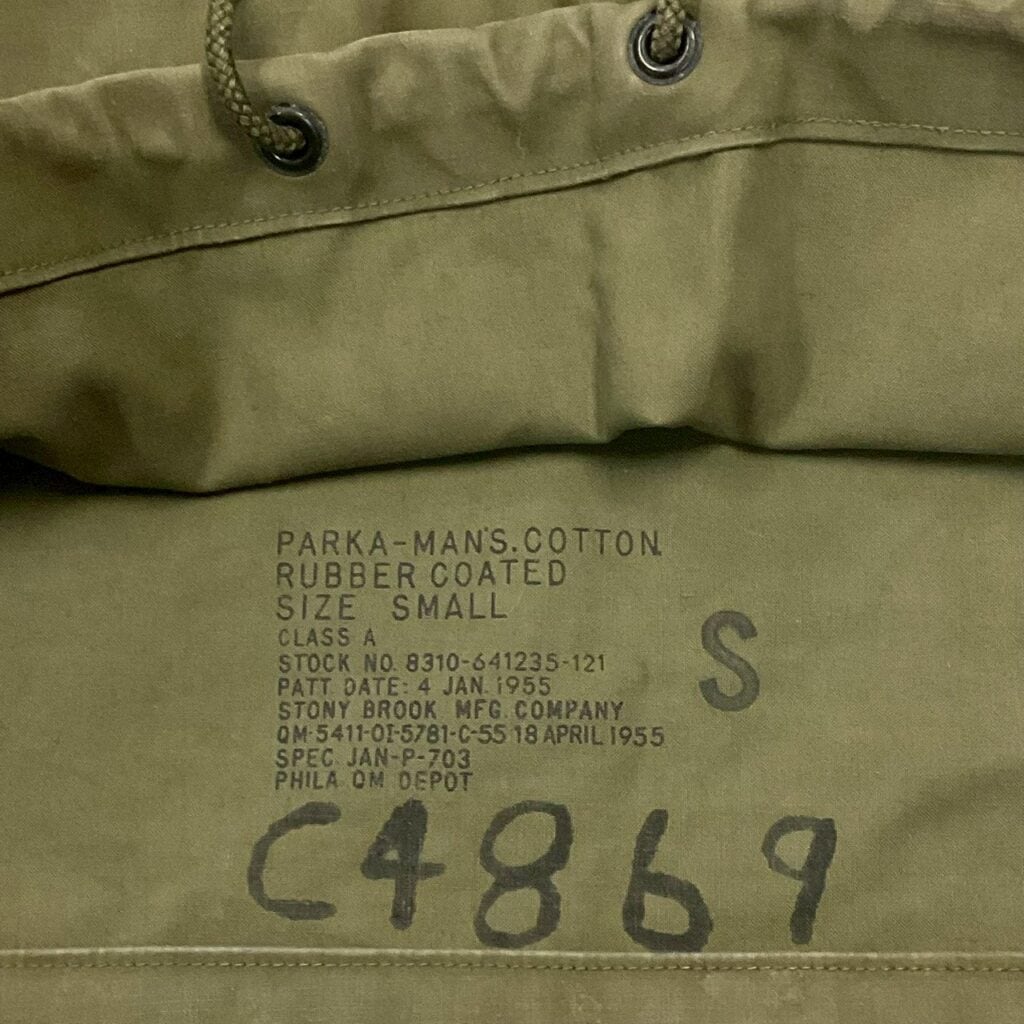 PARKA-MAN'S. COTTON.
RUBBER COATED
SIZE SMALL
CLASS A
STOCK NO. 8310-641235-121
PATT. DATE: 4 JAN. 1955
STONY BROOK MFG. COMPANY
QM-5411-OI-5781-C-55 18 APRIL 1955
SPEC. JAN-P-703
PHILA QM DEPOT
S
C4869